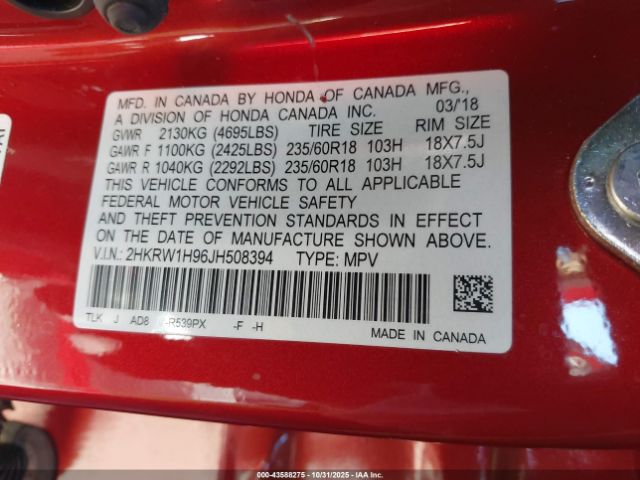 MFD. IN CANADA BY HONDA OF CANADA MFG.,
A DIVISION OF HONDA CANADA INC. 03/'18
GVWR 2130KG (4695LBS) TIRE SIZE RIM SIZE
GAWR F 1100KG (2425LBS) 235/60R18 103H 18X7.5J
GAWR R 1040KG (2292LBS) 235/60R18 103H 18X7.5J
THIS VEHICLE CONFORMS TO ALL APPLICABLE
FEDERAL MOTOR VEHICLE SAFETY
AND THEFT PREVENTION STANDARDS IN EFFECT
ON THE DATE OF MANUFACTURE SHOWN ABOVE.
V.I.N.: 2HKRW1H96JH508394 TYPE: MPV
TLK J AD8 -R539PX -F -H
MADE IN CANADA
000-43588275 - 10/31/2025 - IAA Inc.